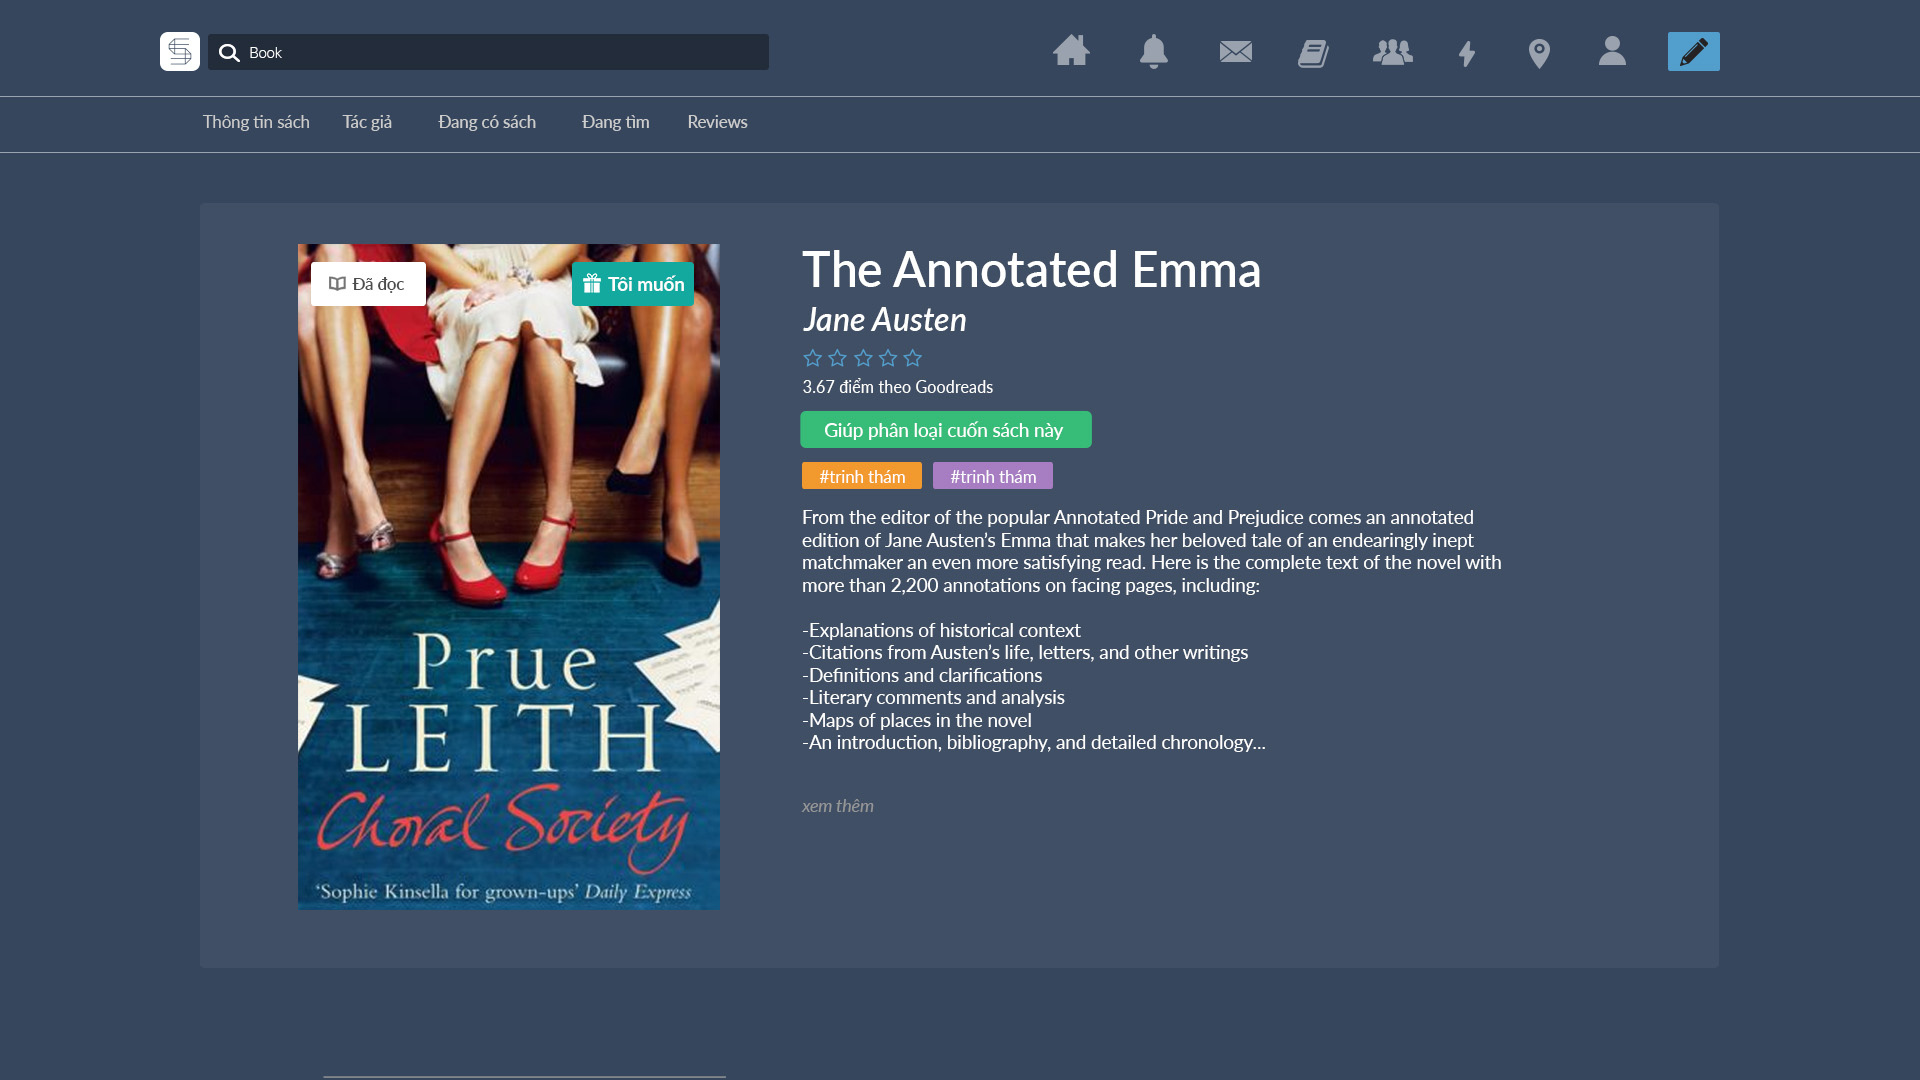 Book
Thông tin sách Tác giả Đang có sách Đang tìm Reviews
Đã đọc
Tôi muốn
Prue
LEITH
Choral Society
‘Sophie Kinsella for grown-ups’ Daily Express
The Annotated Emma
Jane Austen
3.67 điểm theo Goodreads
Giúp phân loại cuốn sách này
#trinh thám #trinh thám
From the editor of the popular Annotated Pride and Prejudice comes an annotated
edition of Jane Austen’s Emma that makes her beloved tale of an endearingly inept
matchmaker an even more satisfying read. Here is the complete text of the novel with
more than 2,200 annotations on facing pages, including:
-Explanations of historical context
-Citations from Austen’s life, letters, and other writings
-Definitions and clarifications
-Literary comments and analysis
-Maps of places in the novel
-An introduction, bibliography, and detailed chronology...
xem thêm